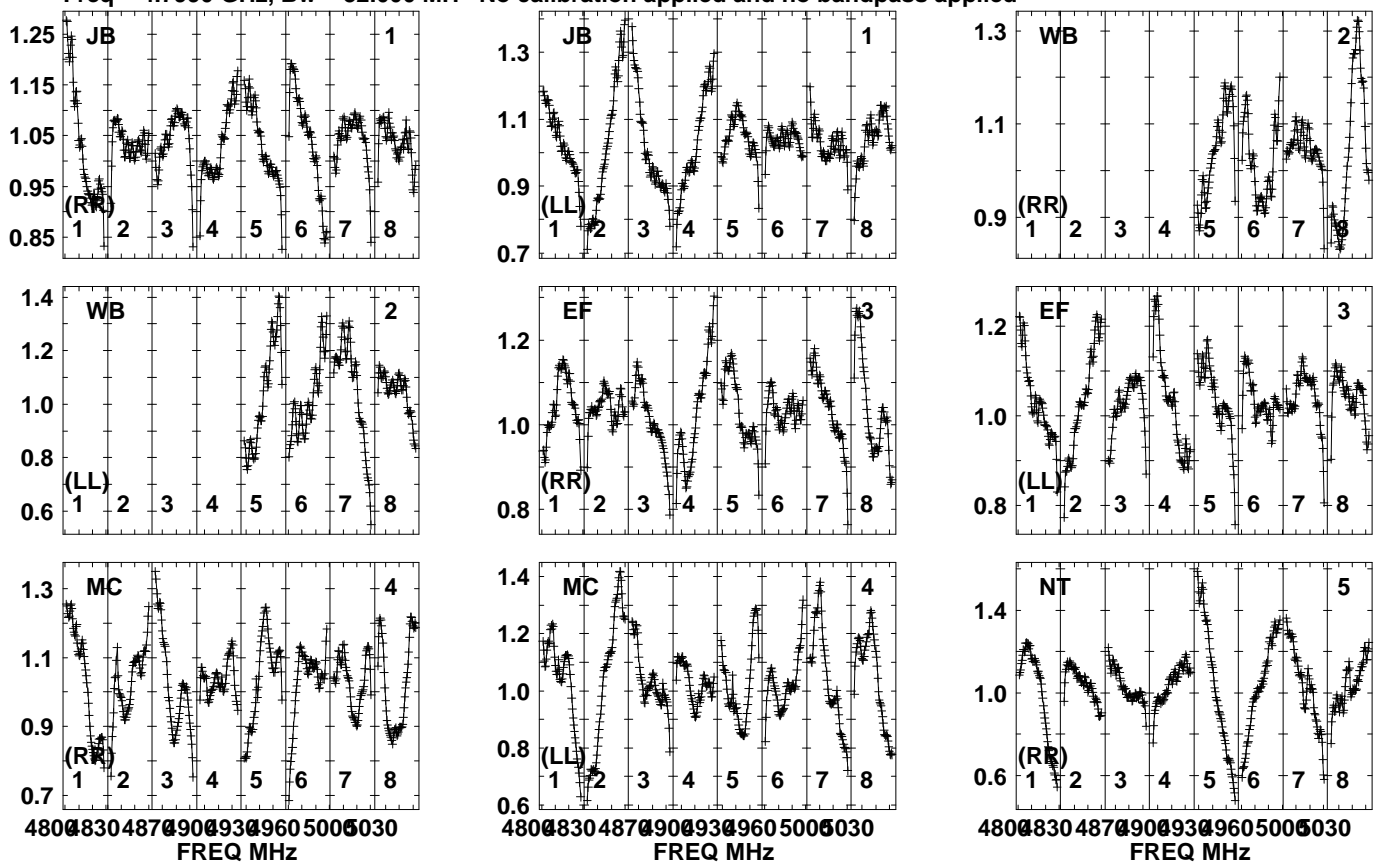 No calibration applied and no bandpass applied
JB 1
1.25
1.15
1.05
0.95
0.85
(RR)
1 2 3 4 5 6 7 8
JB 1
1.3
1.1
0.9
0.7
(LL)
1 2 3 4 5 6 7 8
WB 2
1.3
1.1
0.9
(RR)
1 2 3 4 5 6 7 8
WB 2
1.4
1.2
1.0
0.8
0.6
(LL)
1 2 3 4 5 6 7 8
EF 3
1.2
1.0
0.8
(RR)
1 2 3 4 5 6 7 8
EF 3
1.2
1.0
0.8
(LL)
1 2 3 4 5 6 7 8
MC 4
1.3
1.1
0.9
0.7
(RR)
1 2 3 4 5 6 7 8
4800 4830 4870 4900 4930 4960 5000 5030
FREQ MHz
MC 4
1.4
1.2
1.0
0.8
0.6
(LL)
1 2 3 4 5 6 7 8
4800 4830 4870 4900 4930 4960 5000 5030
FREQ MHz
NT 5
1.4
1.0
0.6
(RR)
1 2 3 4 5 6 7 8
4800 4830 4870 4900 4930 4960 5000 5030
FREQ MHz